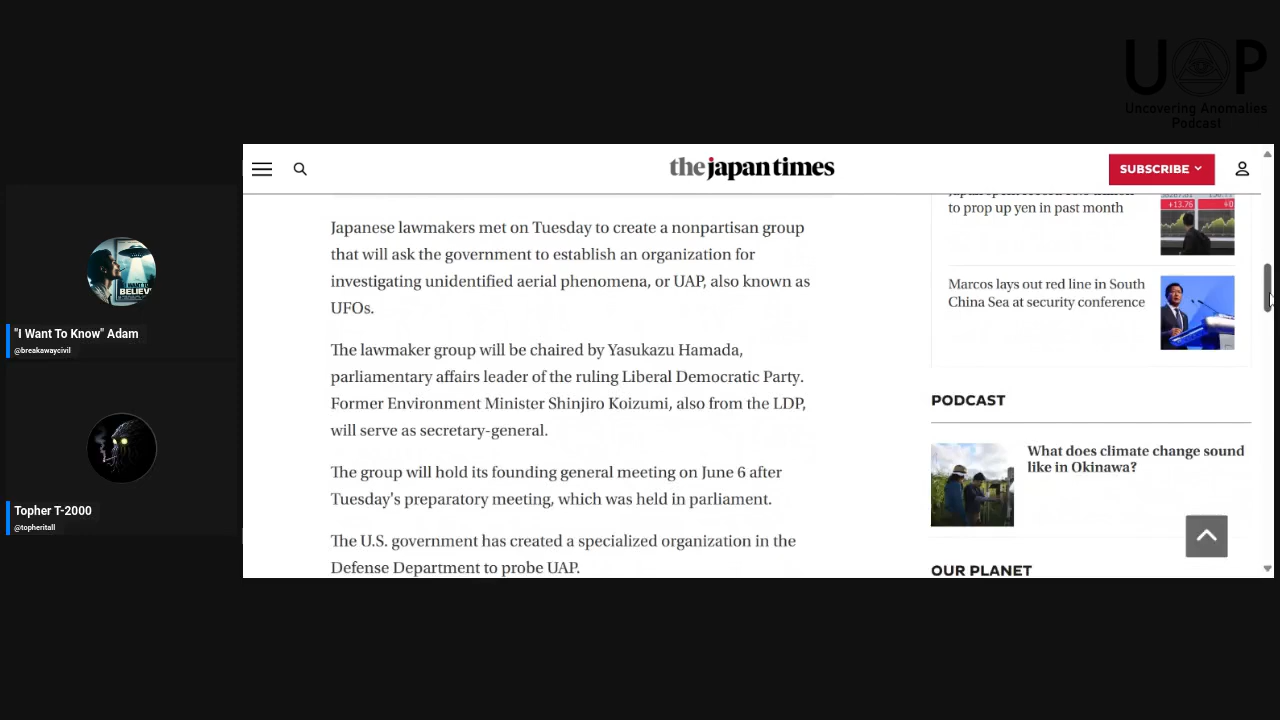 UAP
Uncovering Anomalies
Podcast
the japan times
SUBSCRIBE
Japanese lawmakers met on Tuesday to create a nonpartisan group
that will ask the government to establish an organization for
investigating unidentified aerial phenomena, or UAP, also known as
UFOs.
The lawmaker group will be chaired by Yasukazu Hamada,
parliamentary affairs leader of the ruling Liberal Democratic Party.
Former Environment Minister Shinjiro Koizumi, also from the LDP,
will serve as secretary-general.
The group will hold its founding general meeting on June 6 after
Tuesday's preparatory meeting, which was held in parliament.
The U.S. government has created a specialized organization in the
Defense Department to probe UAP.
to prop up yen in past month
+13.76
Marcos lays out red line in South
China Sea at security conference
PODCAST
What does climate change sound
like in Okinawa?
OUR PLANET
"I Want To Know" Adam
@breakawaycivil
Topher T-2000
@topheritall